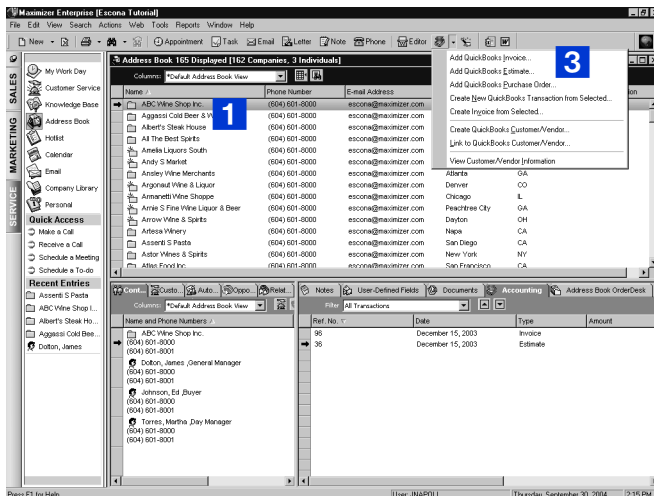 Maximizer Enterprise [Escona Tutorial]
File Edit View Search Actions Web Tools Reports Window Help
New Appointment Task Email Letter Note Phone Editor
SALES
MARKETING
SERVICE
My Work Day
Customer Service
Knowledge Base
Address Book
Hotlist
Calendar
Email
Company Library
Personal
Quick Access
Make a Call
Receive a Call
Schedule a Meeting
Schedule a To-do
Recent Entries
Assenti S Pasta
ABC Wine Shop I...
Albert's Steak Ho...
Aggassi Cold Bee...
Dolton, James
Address Book 165 Displayed [162 Companies, 3 Individuals]
Columns: *Default Address Book View
Name Phone Number E-mail Address
ABC Wine Shop Inc. (604) 601-8000 escona@maximizer.com
Aggassi Cold Beer & W (604) 601-8000 escona@maximizer.com
Albert's Steak House (604) 601-8000 escona@maximizer.com
All The Best Spirits (604) 601-8000 escona@maximizer.com
Amelia Liquors South (604) 601-8000 escona@maximizer.com
Andy S Market (604) 601-8000 escona@maximizer.com
Ansley Wine Merchants (604) 601-8000 escona@maximizer.com Atlanta GA
Argonaut Wine & Liquor (604) 601-8000 escona@maximizer.com Denver CO
Armanetti Wine Shoppe (604) 601-8000 escona@maximizer.com Chicago IL
Arnie S Fine Wine Liquor & Beer (604) 601-8000 escona@maximizer.com Peachtree City GA
Arrow Wine & Spirits (604) 601-8000 escona@maximizer.com Dayton OH
Artesa Winery (604) 601-8000 escona@maximizer.com Napa CA
Assenti S Pasta (604) 601-8000 escona@maximizer.com San Diego CA
Astor Wines & Spirits (604) 601-8000 escona@maximizer.com New York NY
Atlas Food Inc. (604) 601-8000 escona@maximizer.com San Francisco CA
1
Add QuickBooks Invoice...
Add QuickBooks Estimate...
Add QuickBooks Purchase Order...
Create New QuickBooks Transaction from Selected...
Create Invoice from Selected...
Create QuickBooks Customer/Vendor...
Link to QuickBooks Customer/Vendor...
View Customer/Vendor Information
3
Cont... Custo... Auto... Oppo... Relat...
Columns: *Default Address Book View
Name and Phone Numbers
ABC Wine Shop Inc.
(604) 601-8000
(604) 601-8001
Dolton, James ,General Manager
(604) 601-8000
(604) 601-8001
Johnson, Ed ,Buyer
(604) 601-8000
(604) 601-8001
Torres, Martha ,Day Manager
(604) 601-8000
(604) 601-8001
Notes User-Defined Fields Documents Accounting Address Book OrderDesk
Filter All Transactions
Ref. No. Date Type Amount
96 December 15, 2003 Invoice
36 December 15, 2003 Estimate
Press F1 for Help User: JNAPOLI Thursday, September 30, 2004 2:15 PM